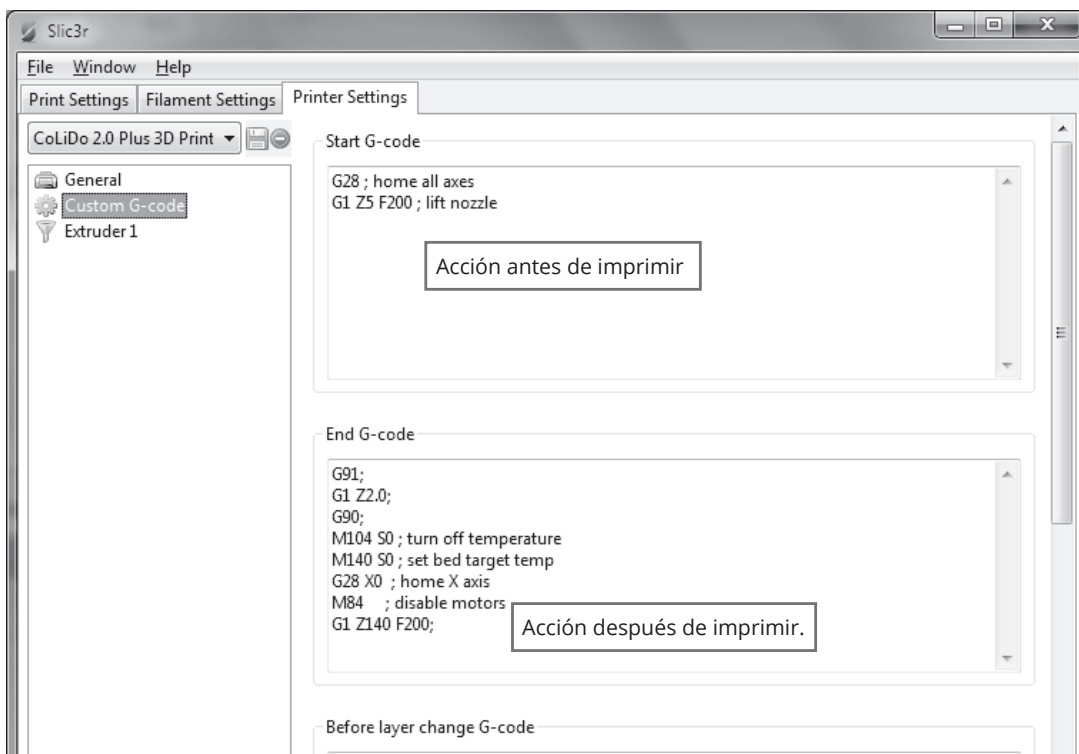 Slic3r
File Window Help
Print Settings Filament Settings Printer Settings
CoLiDo 2.0 Plus 3D Print
General
Custom G-code
Extruder 1
Start G-code
G28 ; home all axes
G1 Z5 F200 ; lift nozzle
Acción antes de imprimir
End G-code
G91;
G1 Z2.0;
G90;
M104 S0 ; turn off temperature
M140 S0 ; set bed target temp
G28 X0 ; home X axis
M84 ; disable motors
G1 Z140 F200;
Acción después de imprimir.
Before layer change G-code